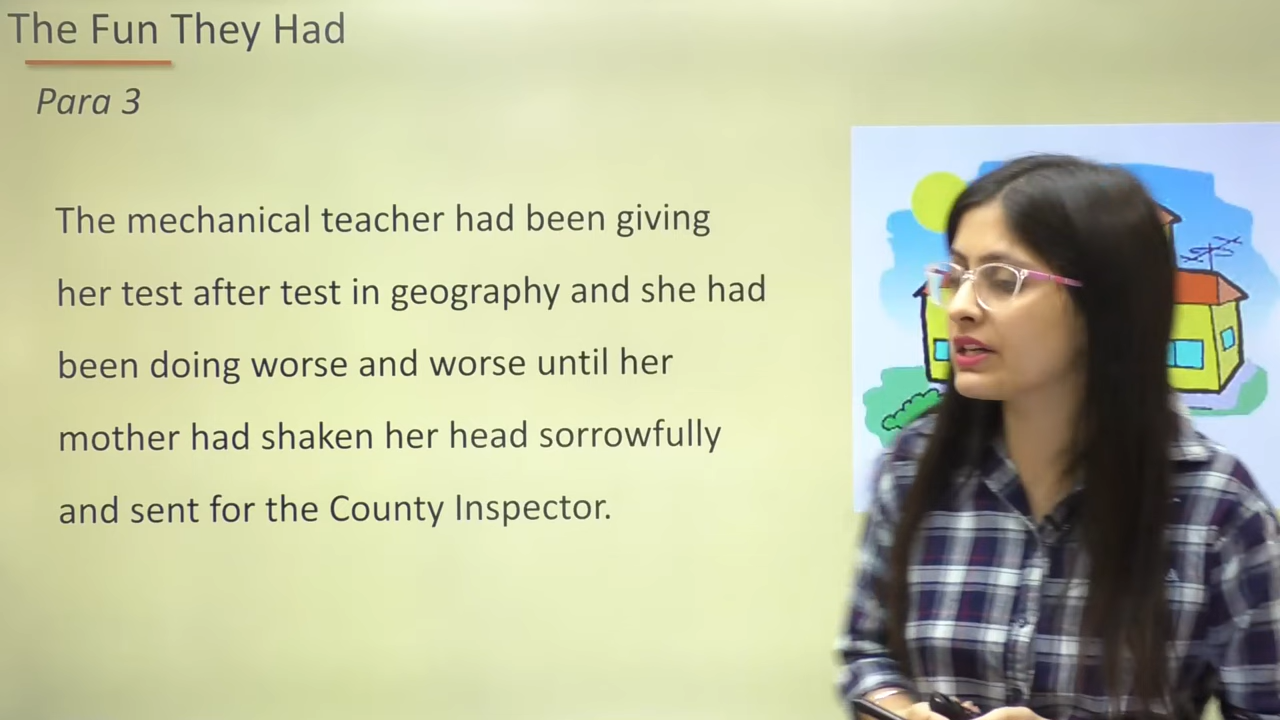 The Fun They Had
Para 3
The mechanical teacher had been giving
her test after test in geography and she had
been doing worse and worse until her
mother had shaken her head sorrowfully
and sent for the County Inspector.